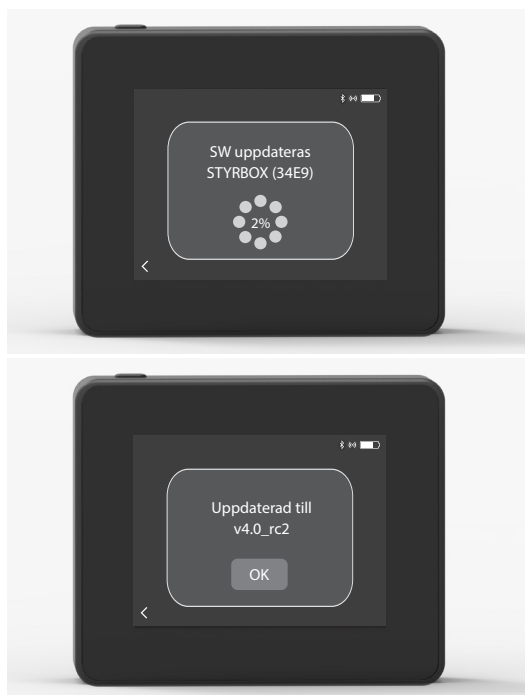 SW uppdateras
STYRBOX (34E9)
2%
Uppdaterad till
v4.0_rc2
OK